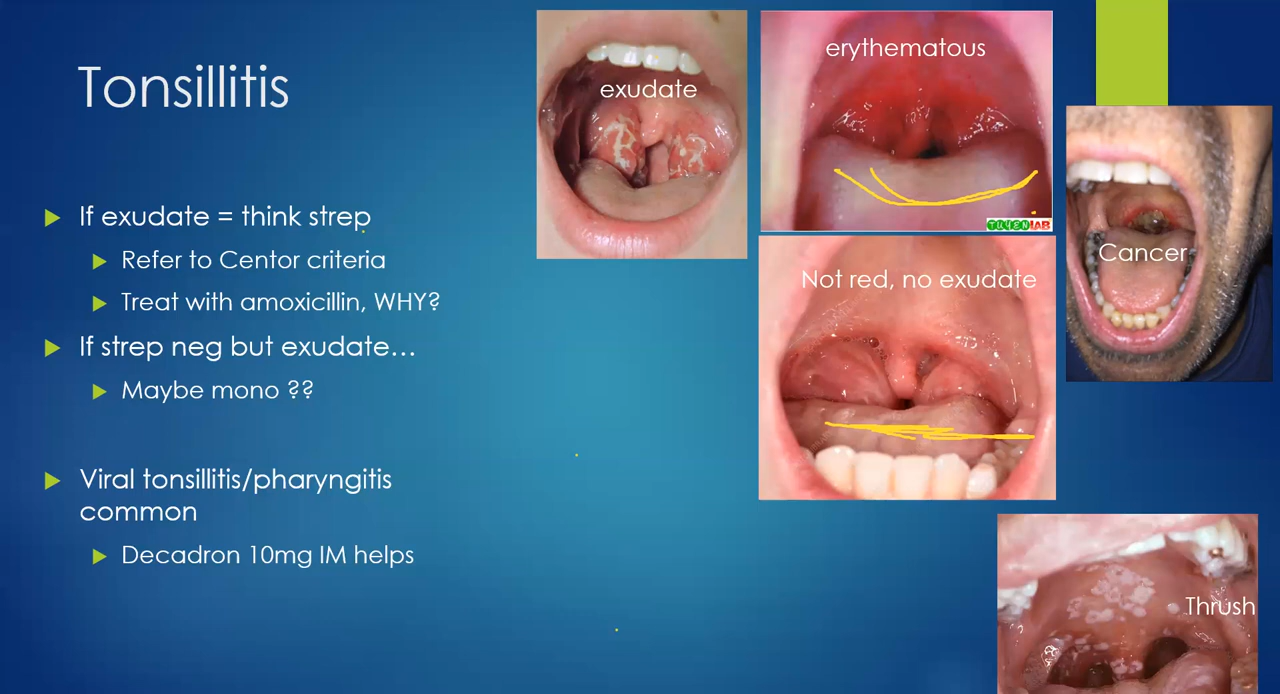 Tonsillitis
If exudate = think strep
Refer to Centor criteria
Treat with amoxicillin, WHY?
If strep neg but exudate...
Maybe mono ??
Viral tonsillitis/pharyngitis
common
Decadron 10mg IM helps
exudate
erythematous
TUYENLAB
Not red, no exudate
Cancer
Thrush